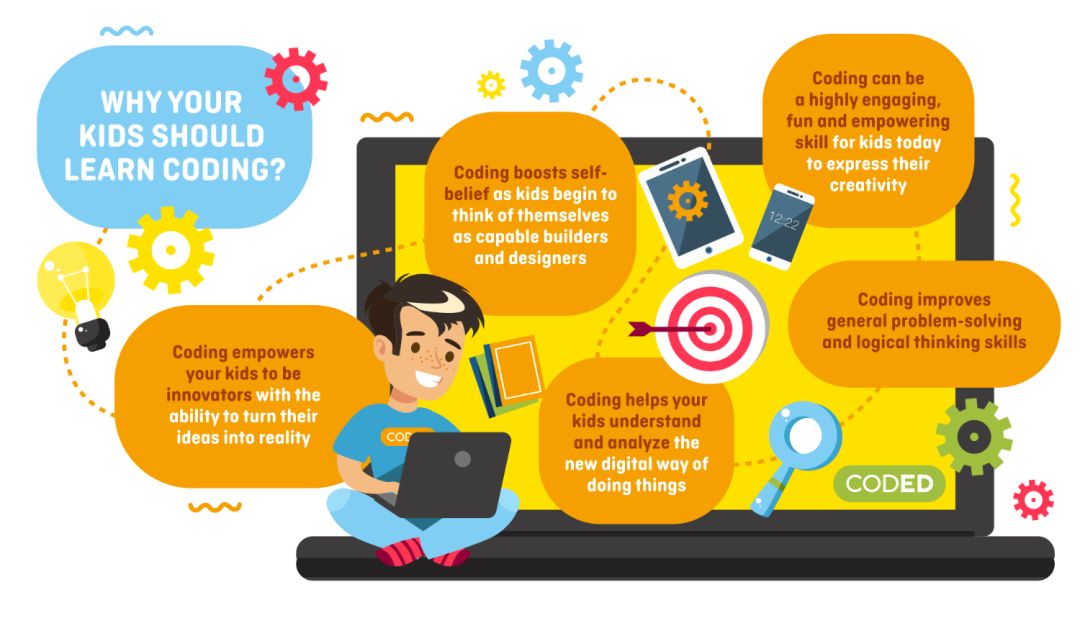 WHY YOUR
KIDS SHOULD
LEARN CODING?
Coding empowers
your kids to be
innovators with the
ability to turn their
ideas into reality
Coding boosts self-
belief as kids begin to
think of themselves
as capable builders
and designers
Coding can be
a highly engaging,
fun and empowering
skill for kids today
to express their
creativity
12:22
Coding improves
general problem-solving
and logical thinking skills
Coding helps your
kids understand
and analyze the
new digital way of
doing things
COD
CODED